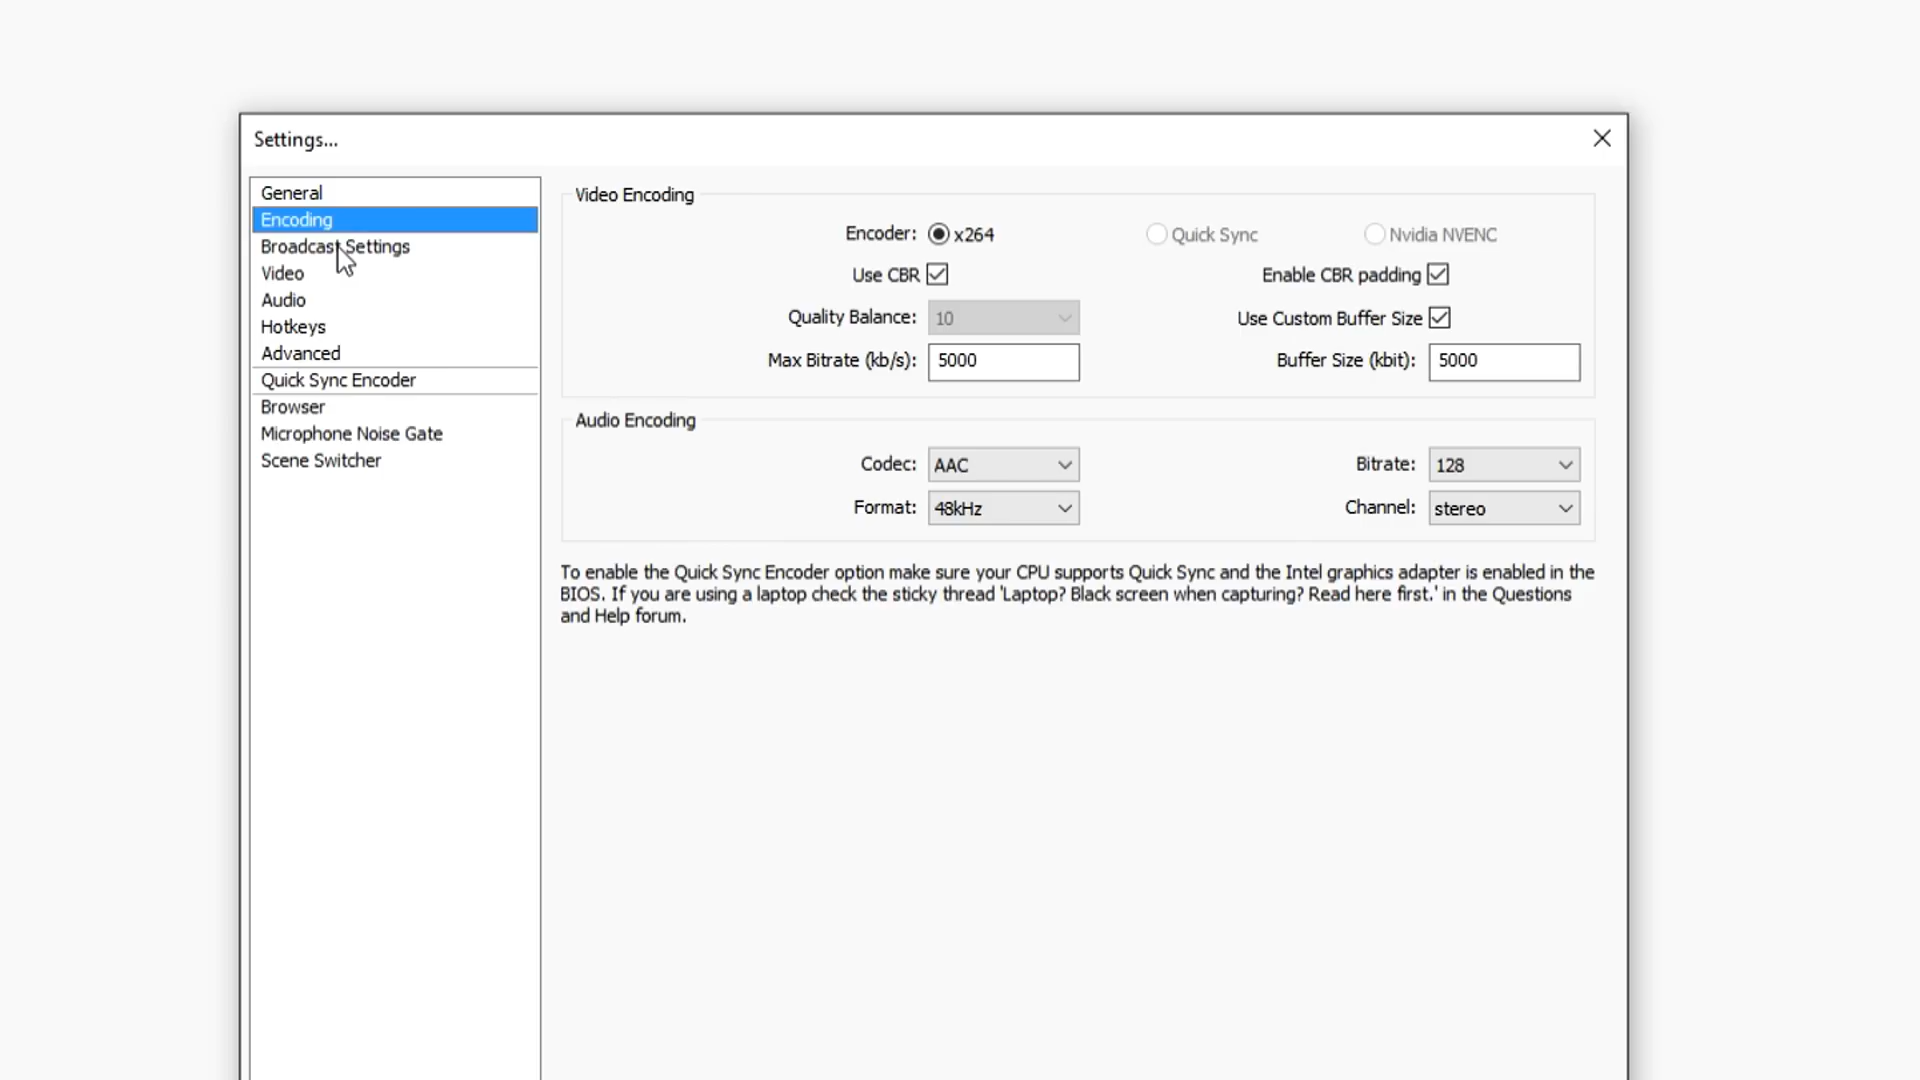 Settings...
General
Encoding
Broadcast Settings
Video
Audio
Hotkeys
Advanced
Quick Sync Encoder
Browser
Microphone Noise Gate
Scene Switcher
Video Encoding
Encoder: x264 Quick Sync Nvidia NVENC
Use CBR Enable CBR padding
Quality Balance: 10 Use Custom Buffer Size
Max Bitrate (kb/s): 5000 Buffer Size (kbit): 5000
Audio Encoding
Codec: AAC Bitrate: 128
Format: 48kHz Channel: stereo
To enable the Quick Sync Encoder option make sure your CPU supports Quick Sync and the Intel graphics adapter is enabled in the
BIOS. If you are using a laptop check the sticky thread 'Laptop? Black screen when capturing? Read here first.' in the Questions
and Help forum.